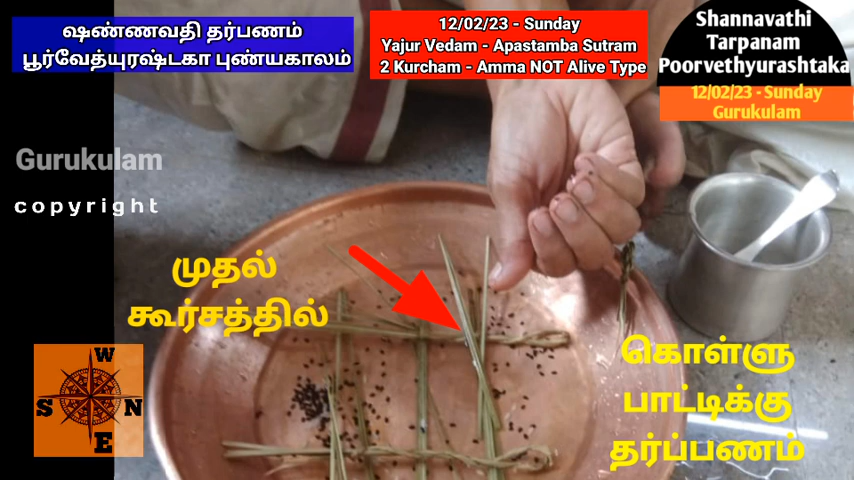 ஷண்ணவதி தர்பணம்
பூர்வேத்யுரஷ்டகா புண்யகாலம்
12/02/23 - Sunday
Yajur Vedam - Apastamba Sutram
2 Kurcham - Amma NOT Alive Type
Shannavathi
Tarpanam
Poorvethyurashtaka
12/02/23 - Sunday
Gurukulam
Gurukulam
copyright
முதல்
கூர்சத்தில்
கொள்ளு
பாட்டிக்கு
தர்ப்பணம்
W
S N
E